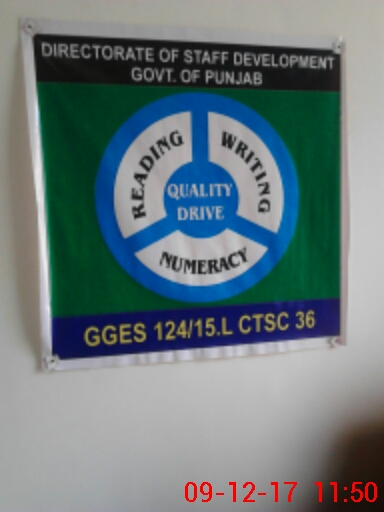 DIRECTORATE OF STAFF DEVELOPMENT
GOVT. OF PUNJAB
READING
WRITING
QUALITY
DRIVE
NUMERACY
GGES 124/15.L CTSC 36
09-12-17 11:50